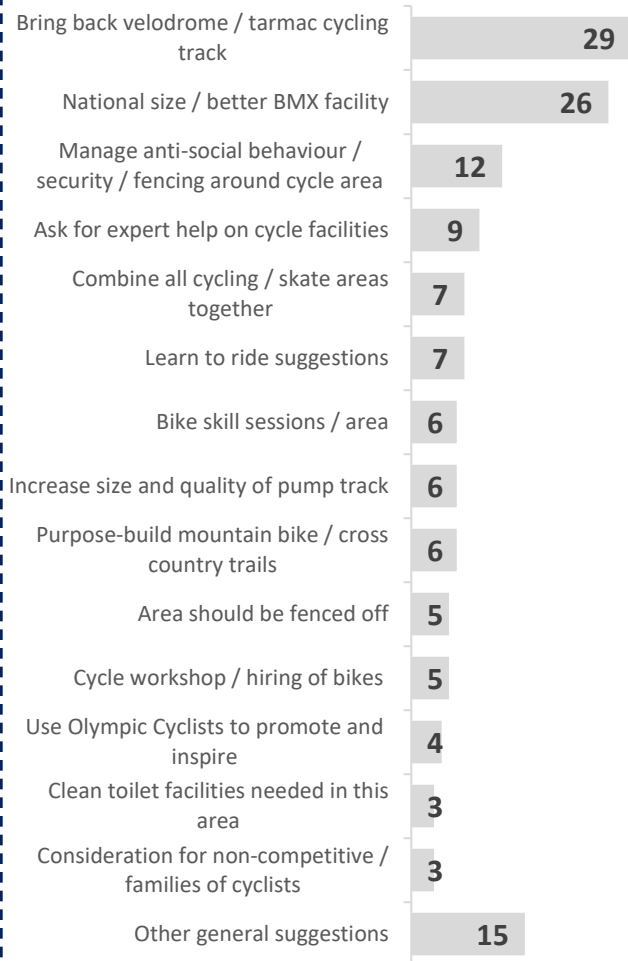 Bring back velodrome / tarmac cycling
track
29
National size / better BMX facility
26
Manage anti-social behaviour /
security / fencing around cycle area
12
Ask for expert help on cycle facilities
9
Combine all cycling / skate areas
together
7
Learn to ride suggestions
7
Bike skill sessions / area
6
Increase size and quality of pump track
6
Purpose-build mountain bike / cross
country trails
6
Area should be fenced off
5
Cycle workshop / hiring of bikes
5
Use Olympic Cyclists to promote and
inspire
4
Clean toilet facilities needed in this
area
3
Consideration for non-competitive /
families of cyclists
3
Other general suggestions
15